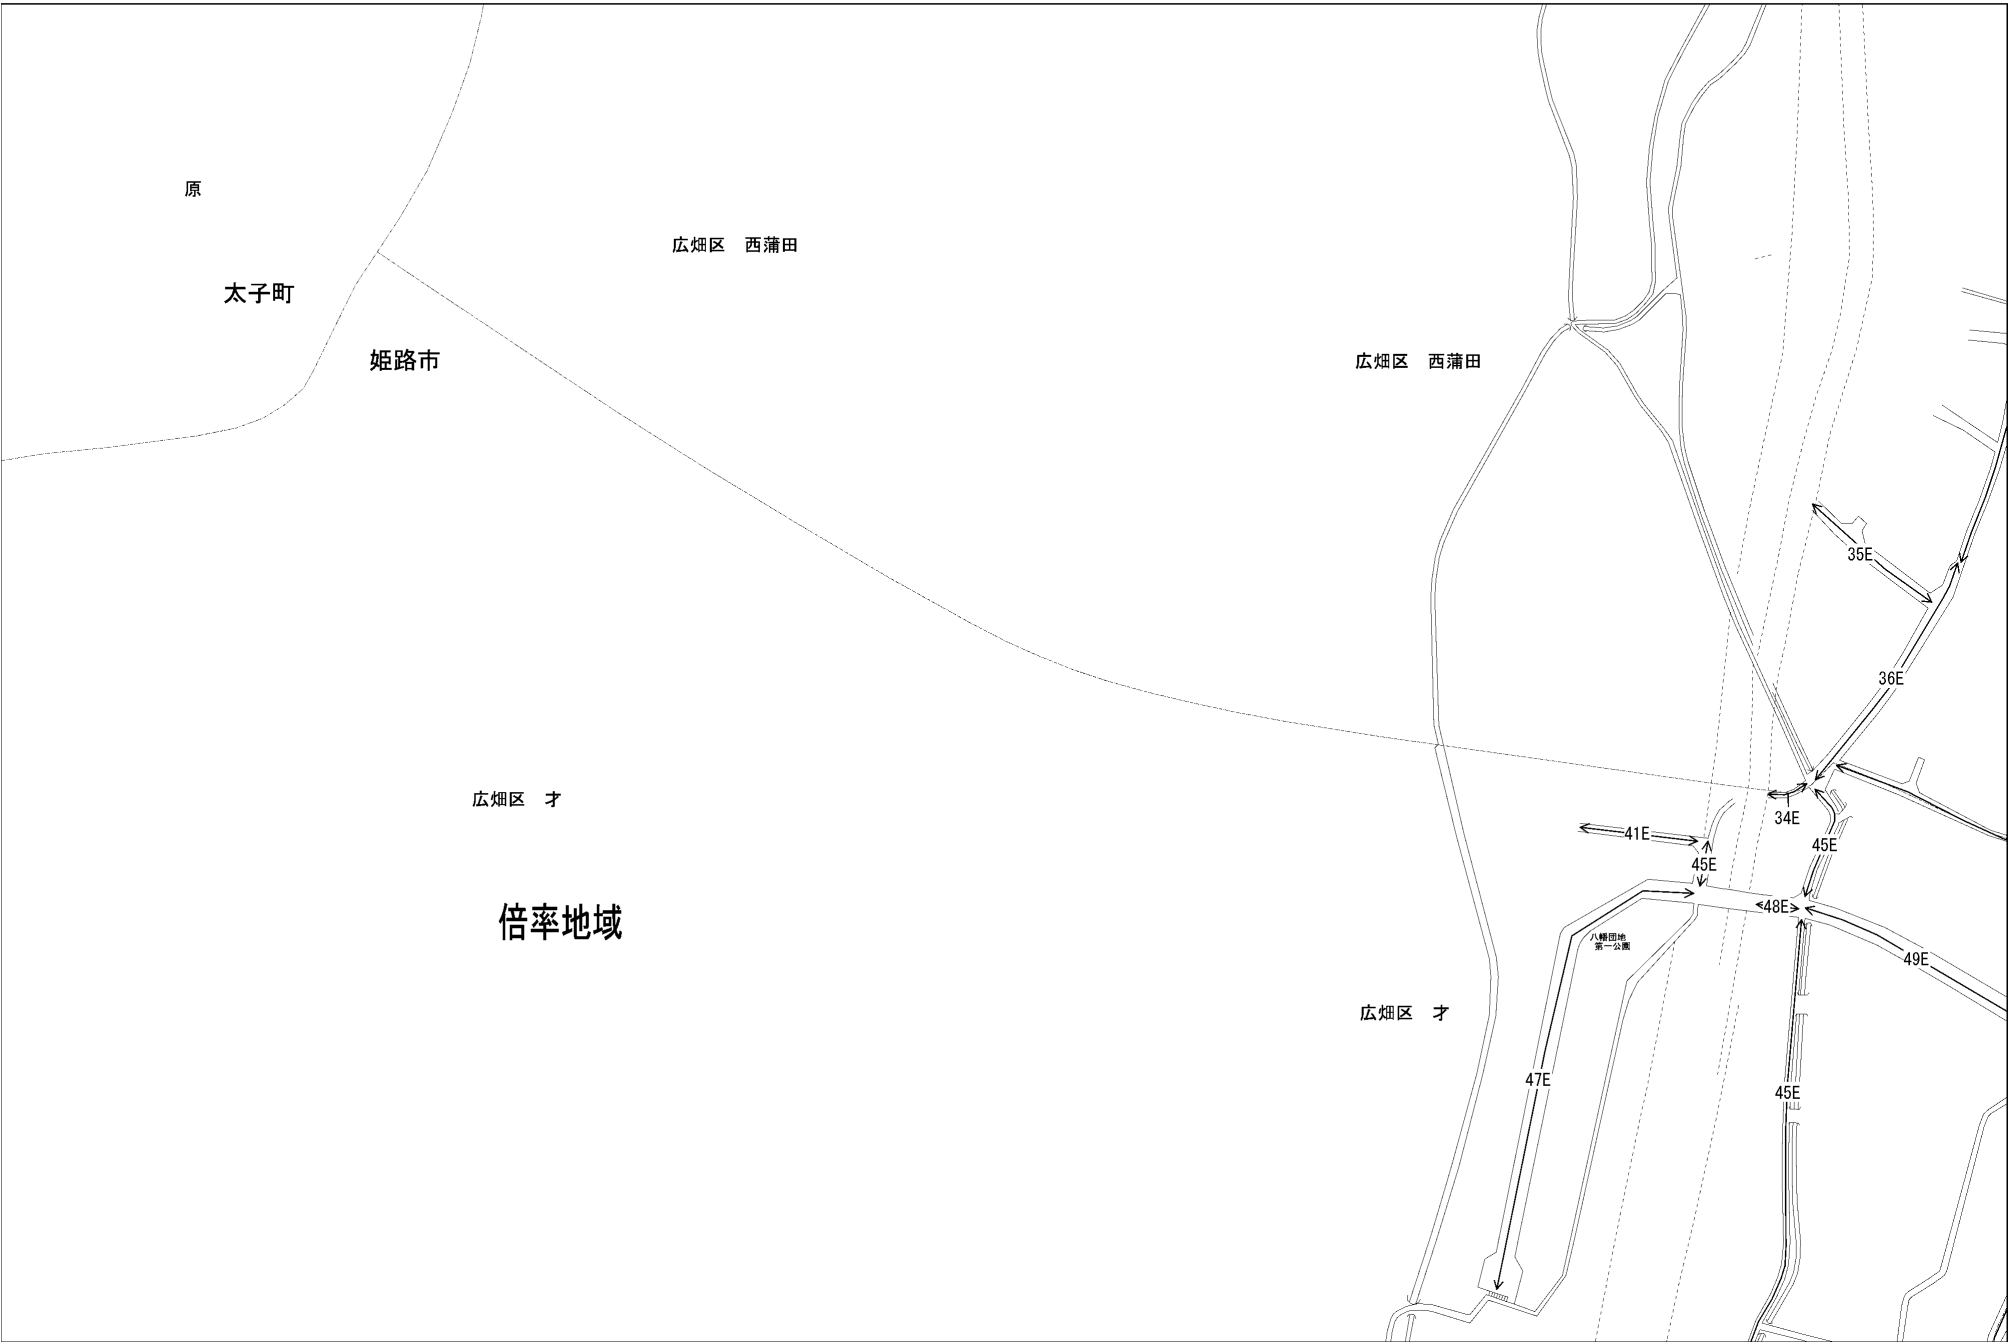 原
広畑区 西蒲田
太子町
姫路市
広畑区 西蒲田
35E
36E
広畑区 才
34E
41E
45E
45E
倍率地域
48E
八幡団地
第一公園
49E
広畑区 才
47E
45E